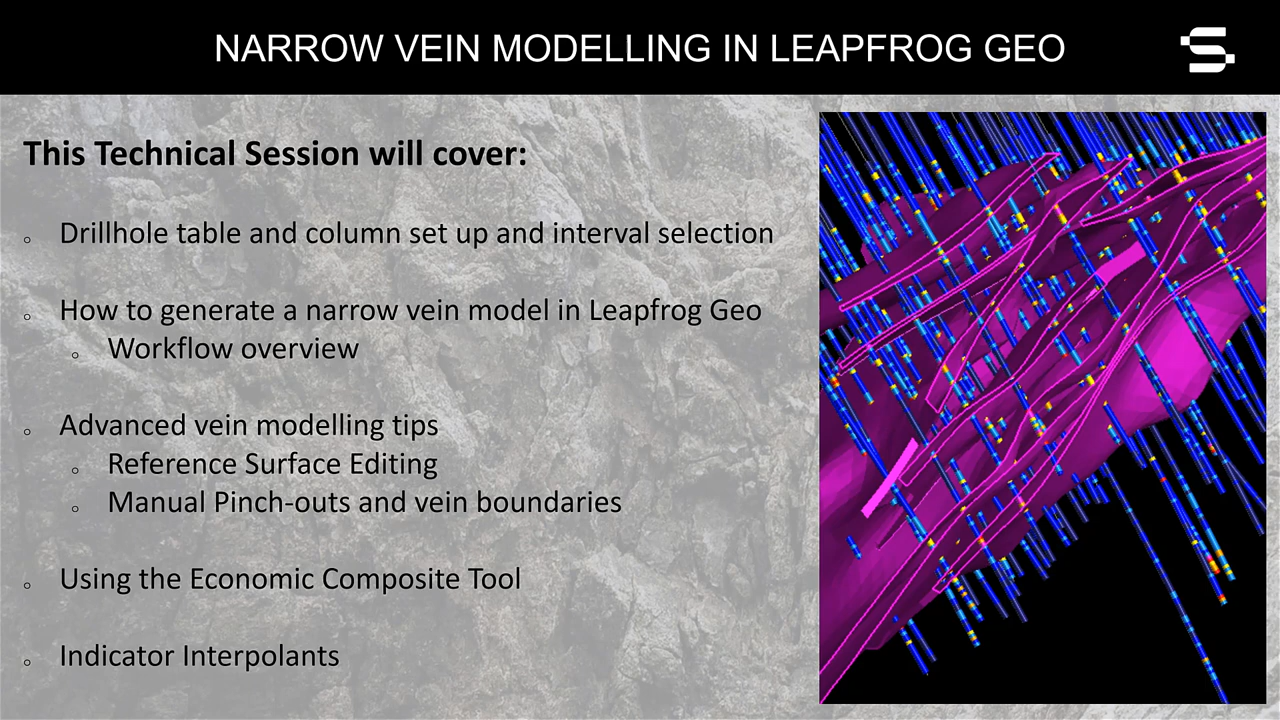 NARROW VEIN MODELLING IN LEAPFROG GEO
This Technical Session will cover:
Drillhole table and column set up and interval selection
How to generate a narrow vein model in Leapfrog Geo
Workflow overview
Advanced vein modelling tips
Reference Surface Editing
Manual Pinch-outs and vein boundaries
Using the Economic Composite Tool
Indicator Interpolants